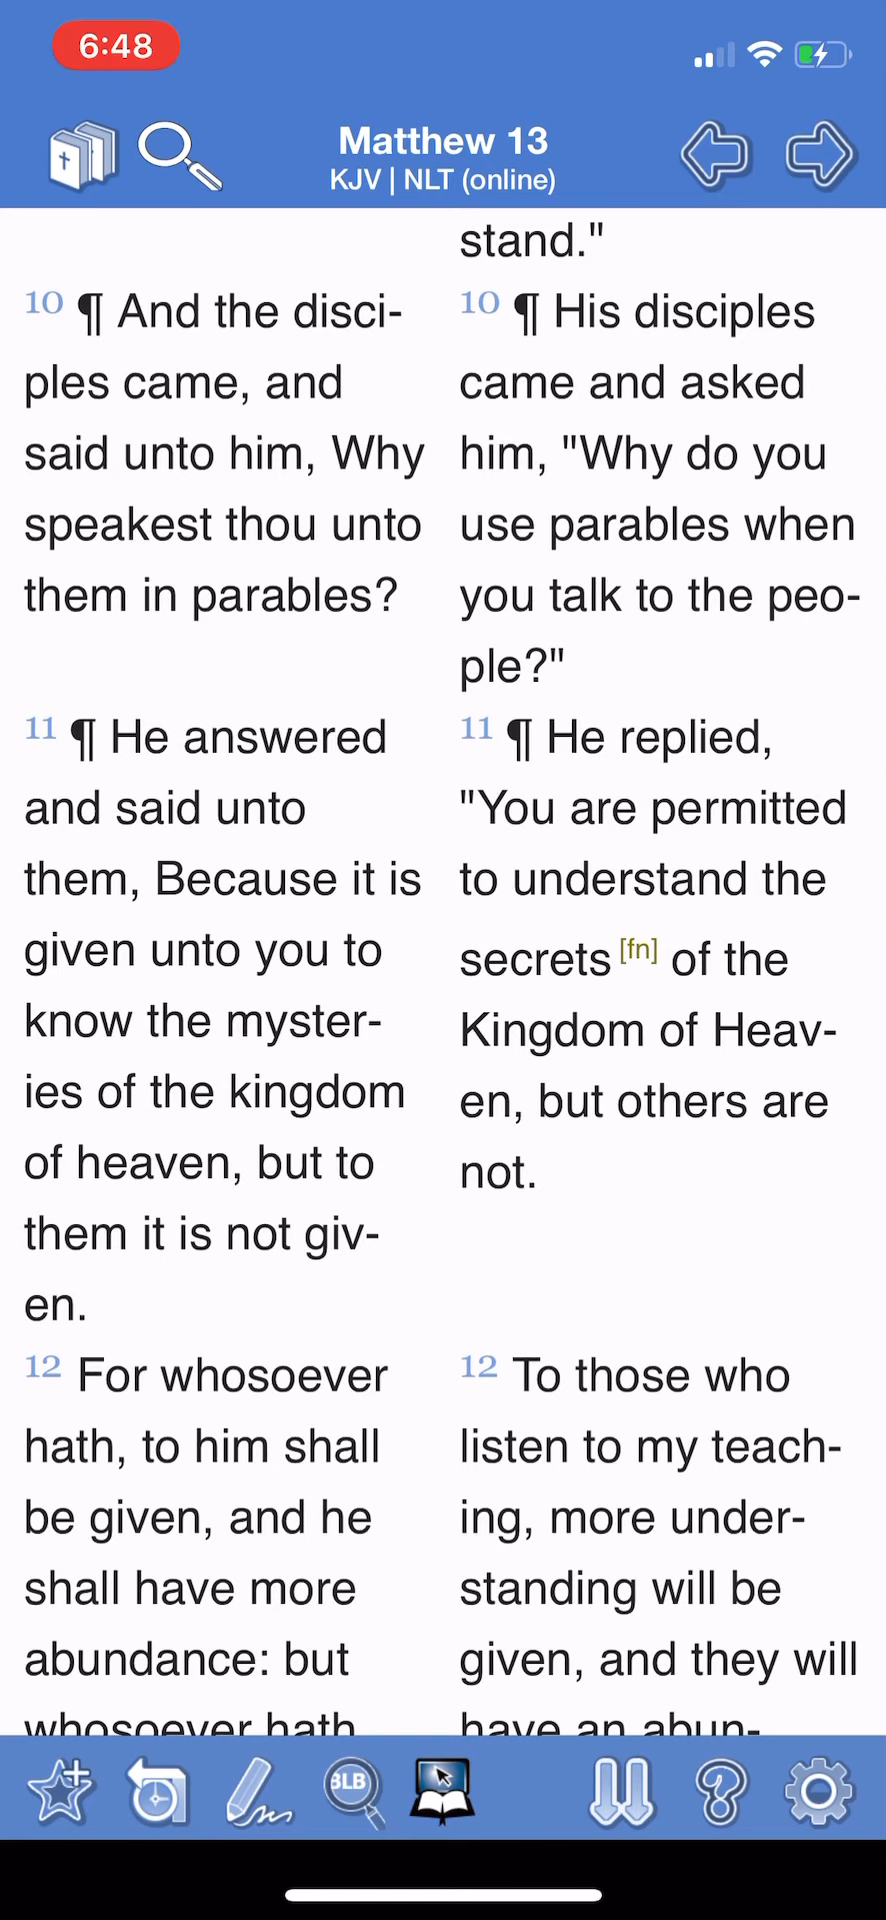 6:48
Matthew 13
KJV | NLT (online)
stand."
10 ¶ And the disci-
ples came, and
said unto him, Why
speakest thou unto
them in parables?
11 ¶ He answered
and said unto
them, Because it is
given unto you to
know the myster-
ies of the kingdom
of heaven, but to
them it is not giv-
en.
12 For whosoever
hath, to him shall
be given, and he
shall have more
abundance: but
whosoever hath
10 ¶ His disciples
came and asked
him, "Why do you
use parables when
you talk to the peo-
ple?"
11 ¶ He replied,
"You are permitted
to understand the
secrets [fn] of the
Kingdom of Heav-
en, but others are
not.
12 To those who
listen to my teach-
ing, more under-
standing will be
given, and they will
have an abun-
BLB